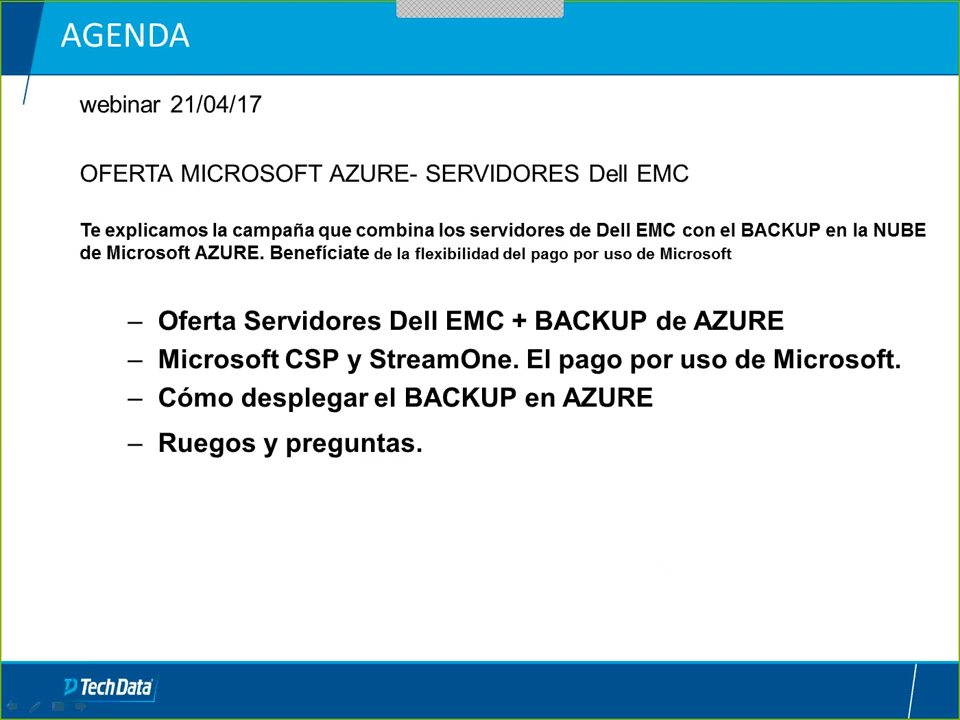 AGENDA
webinar 21/04/17
OFERTA MICROSOFT AZURE- SERVIDORES Dell EMC
Te explicamos la campaña que combina los servidores de Dell EMC con el BACKUP en la NUBE
de Microsoft AZURE. Benefíciate de la flexibilidad del pago por uso de Microsoft
– Oferta Servidores Dell EMC + BACKUP de AZURE
– Microsoft CSP y StreamOne. El pago por uso de Microsoft.
– Cómo desplegar el BACKUP en AZURE
– Ruegos y preguntas.
Tech Data